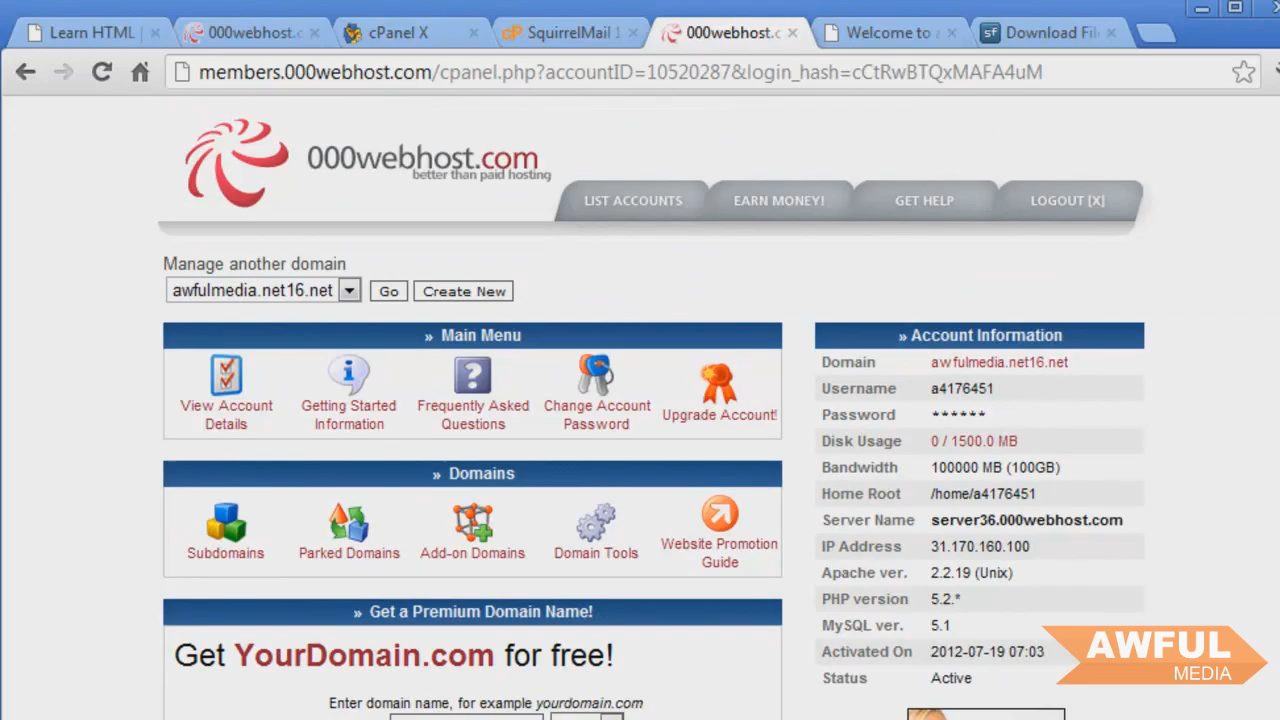 Learn HTML
000webhost.c
cPanel X
SquirrelMail 1
000webhost.c
Welcome to a
Download File
members.000webhost.com/cpanel.php?accountID=10520287&login_hash=cCtRwBTQxMAFA4uM
000webhost.com
better than paid hosting
LIST ACCOUNTS
EARN MONEY!
GET HELP
LOGOUT [X]
Manage another domain
awfulmedia.net16.net
Go
Create New
» Main Menu
View Account
Details
Getting Started
Information
Frequently Asked
Questions
Change Account
Password
Upgrade Account!
» Domains
Subdomains
Parked Domains
Add-on Domains
Domain Tools
Website Promotion
Guide
» Get a Premium Domain Name!
Get YourDomain.com for free!
Enter domain name, for example yourdomain.com
» Account Information
Domain awfulmedia.net16.net
Username a4176451
Password ******
Disk Usage 0 / 1500.0 MB
Bandwidth 100000 MB (100GB)
Home Root /home/a4176451
Server Name server36.000webhost.com
IP Address 31.170.160.100
Apache ver. 2.2.19 (Unix)
PHP version 5.2.*
MySQL ver. 5.1
Activated On 2012-07-19 07:03
Status Active
AWFUL
MEDIA